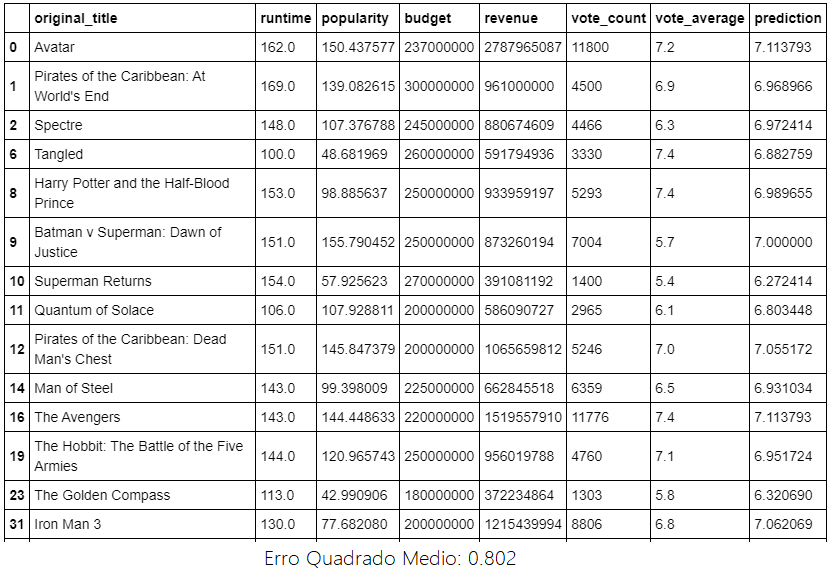 original_title runtime popularity budget revenue vote_count vote_average prediction
0 Avatar 162.0 150.437577 237000000 2787965087 11800 7.2 7.113793
1 Pirates of the Caribbean: At
World's End 169.0 139.082615 300000000 961000000 4500 6.9 6.968966
2 Spectre 148.0 107.376788 245000000 880674609 4466 6.3 6.972414
6 Tangled 100.0 48.681969 260000000 591794936 3330 7.4 6.882759
8 Harry Potter and the Half-Blood
Prince 153.0 98.885637 250000000 933959197 5293 7.4 6.989655
9 Batman v Superman: Dawn of
Justice 151.0 155.790452 250000000 873260194 7004 5.7 7.000000
10 Superman Returns 154.0 57.925623 270000000 391081192 1400 5.4 6.272414
11 Quantum of Solace 106.0 107.928811 200000000 586090727 2965 6.1 6.803448
12 Pirates of the Caribbean: Dead
Man's Chest 151.0 145.847379 200000000 1065659812 5246 7.0 7.055172
14 Man of Steel 143.0 99.398009 225000000 662845518 6359 6.5 6.931034
16 The Avengers 143.0 144.448633 220000000 1519557910 11776 7.4 7.113793
19 The Hobbit: The Battle of the Five
Armies 144.0 120.965743 250000000 956019788 4760 7.1 6.951724
23 The Golden Compass 113.0 42.990906 180000000 372234864 1303 5.8 6.320690
31 Iron Man 3 130.0 77.682080 200000000 1215439994 8806 6.8 7.062069
Erro Quadrado Medio: 0.802